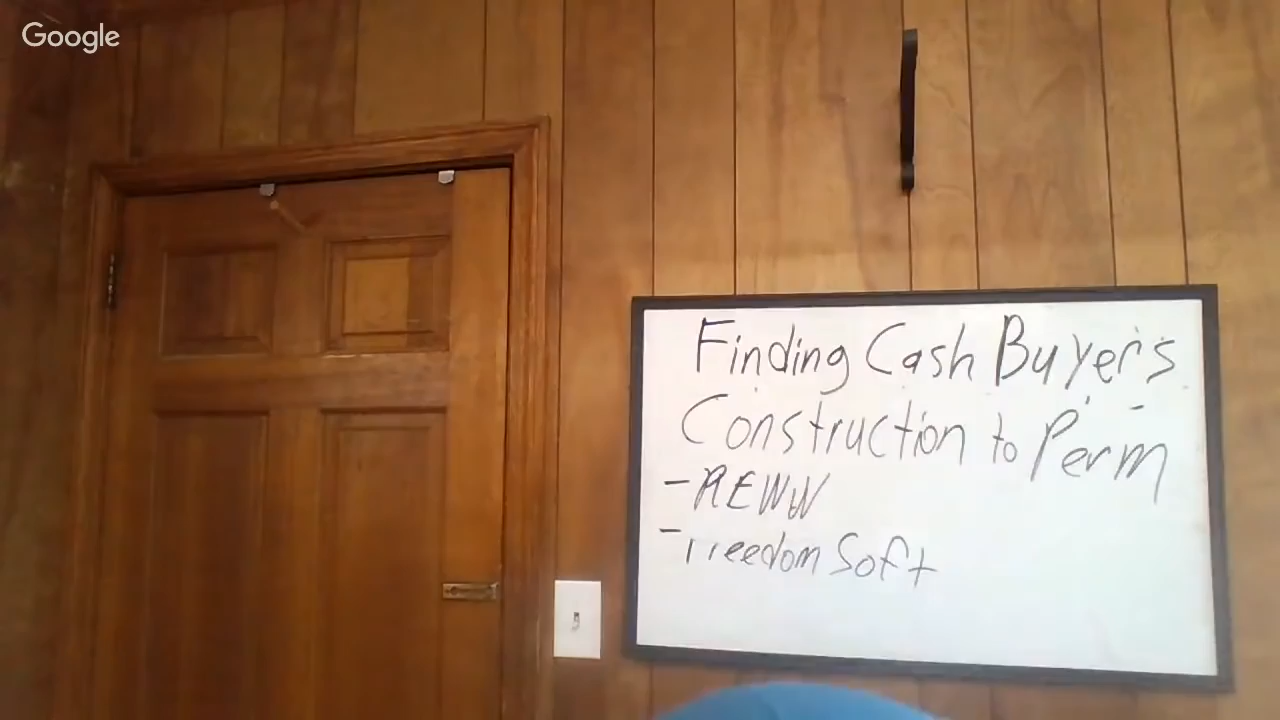 Google
Finding Cash Buyer's
Construction to Perm
- REWW
- Freedom Soft